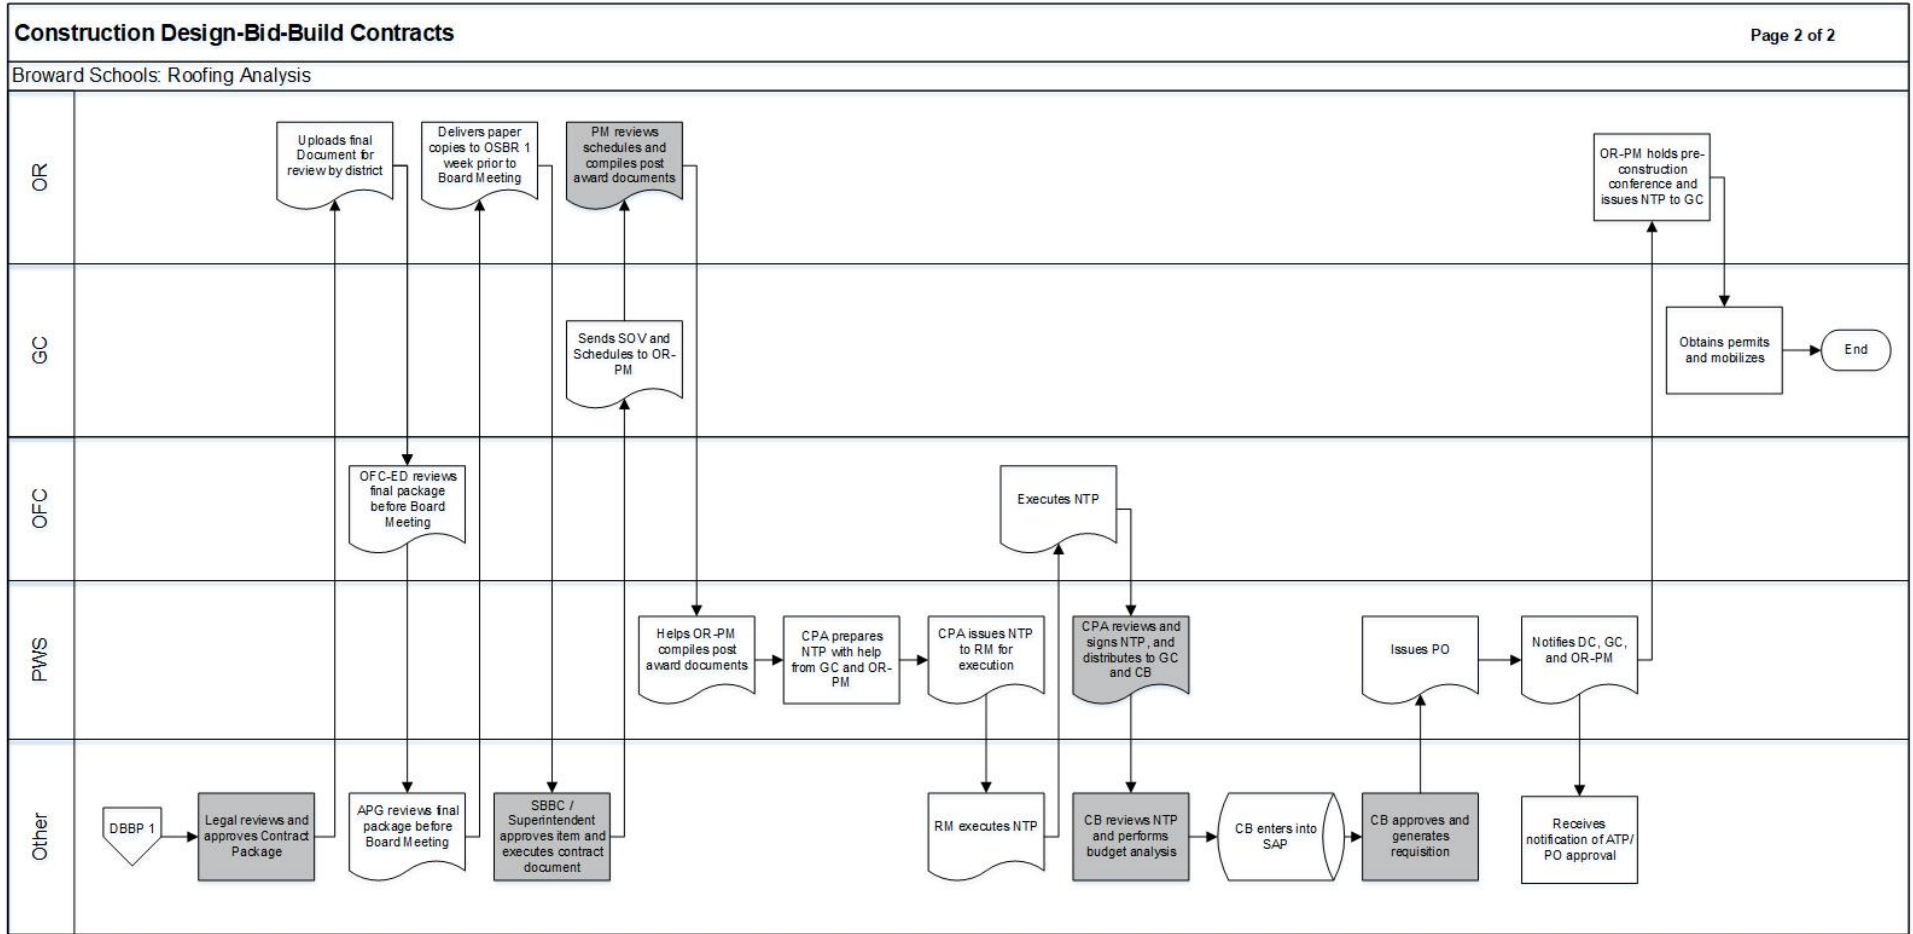 Construction Design-Bid-Build Contracts
Page 2 of 2
Broward Schools: Roofing Analysis
OR
Uploads final
Document for
review by district
Delivers paper
copies to OSBR 1
week prior to
Board Meeting
PM reviews
schedules and
compiles post
award documents
OR-PM holds pre-
construction
conference and
issues NTP to GC
GC
Sends SOV and
Schedules to OR-
PM
Obtains permits
and mobilizes
End
OFC
OFC-ED reviews
final package
before Board
Meeting
Executes NTP
PWS
Helps OR-PM
compiles post
award documents
CPA prepares
NTP with help
from GC and OR-
PM
CPA issues NTP
to RM for
execution
CPA reviews and
signs NTP, and
distributes to GC
and CB
Issues PO
Notifies DC, GC,
and OR-PM
Other
DBBP 1
Legal reviews and
approves Contract
Package
APG reviews final
package before
Board Meeting
SBBC /
Superintendent
approves item and
executes contract
document
RM executes NTP
CB reviews NTP
and performs
budget analysis
CB enters into
SAP
CB approves and
generates
requisition
Receives
notification of ATP/
PO approval